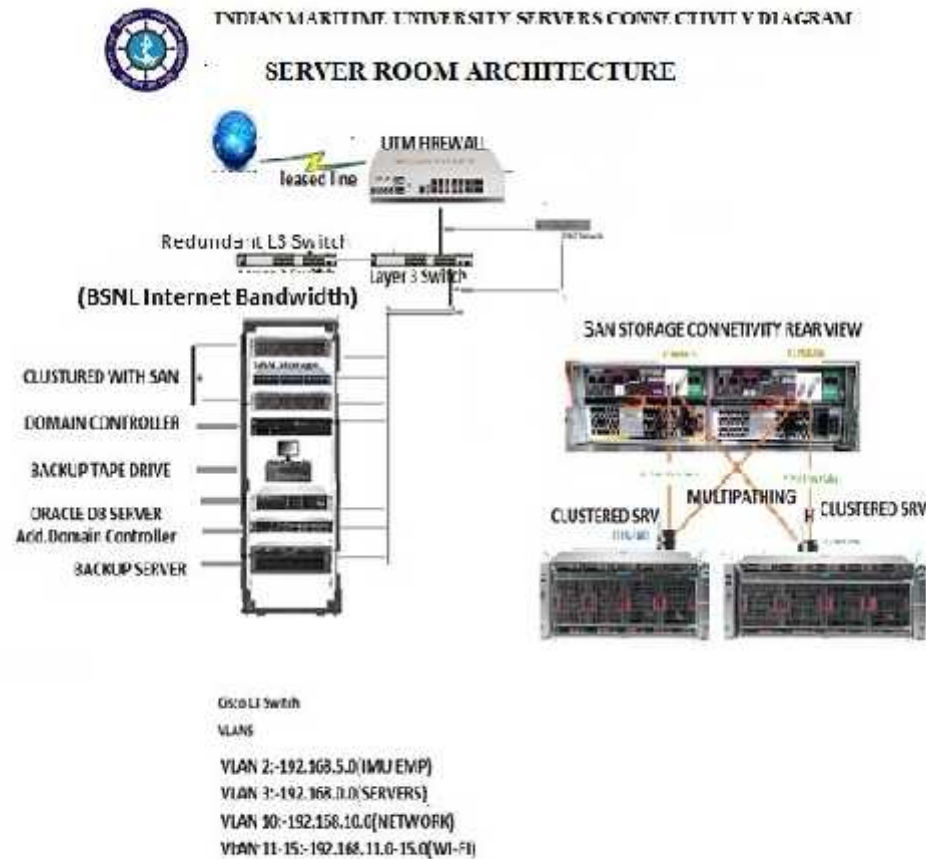 INDIAN MARITIME UNIVERSITY SERVERS CONNECTIVITY DIAGRAM
SERVER ROOM ARCHITECTURE
UTM FIREWALL
leased line
Redundant L3 Switch
Layer 3 Switch
(BSNL Internet Bandwidth)
SAN STORAGE CONNETIVITY REAR VIEW
SAN Storage
CLUSTURED WITH SAN
DOMAIN CONTROLLER
BACKUP TAPE DRIVE
MULTIPATHING
ORACLE DB SERVER
CLUSTERED SRV
CLUSTERED SRV
Add.Domain Controller
BACKUP SERVER
Cisco L3 Switch
VLANS
VLAN 2:-192.168.5.0(IMU EMP)
VLAN 3:-192.168.0.0(SERVERS)
VLAN 10:-192.168.10.0(NETWORK)
VLAN 11-15:-192.168.11.0-15.0(WI-FI)